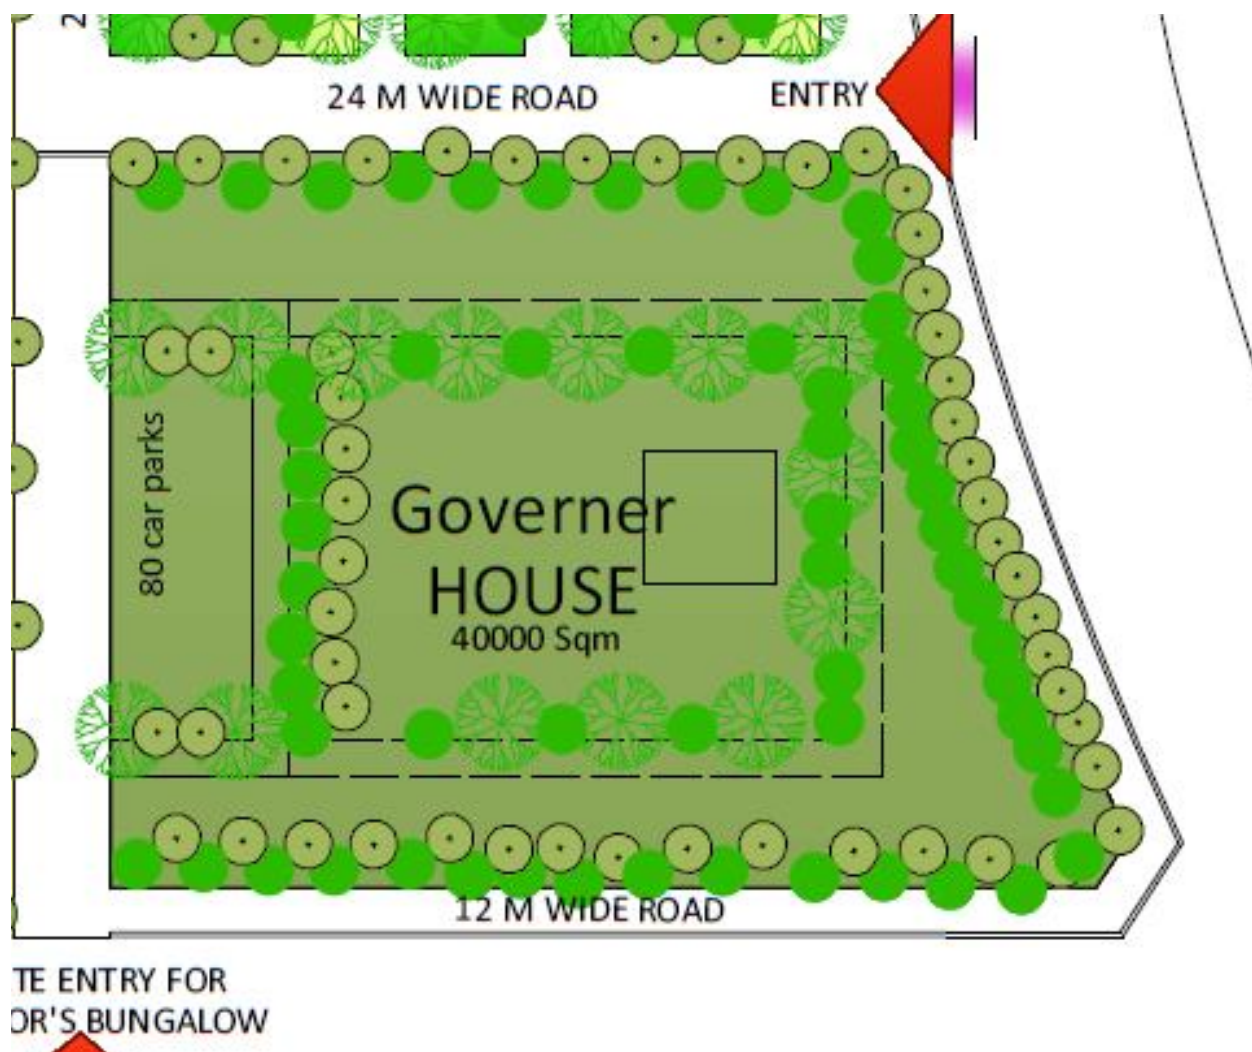 2
24 M WIDE ROAD
ENTRY
80 car parks
Governer
HOUSE
40000 Sqm
12 M WIDE ROAD
TE ENTRY FOR
OR'S BUNGALOW